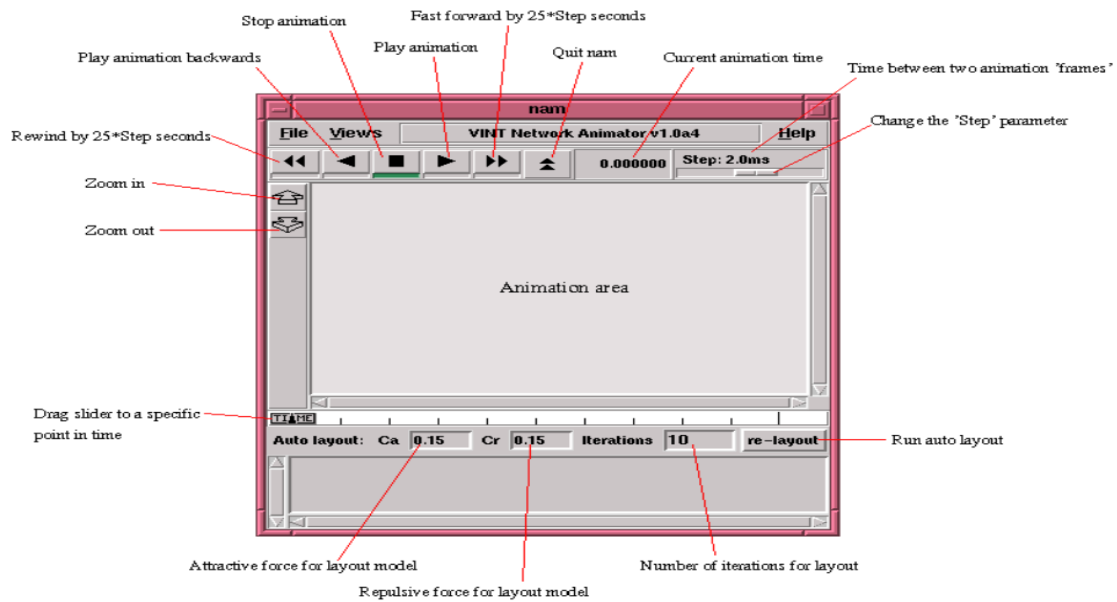 Fast forward by 25*Step seconds
Stop animation
Play animation
Quit nam
Play animation backwards
Current animation time
Time between two animation 'frames'
Change the 'Step' parameter
Rewind by 25*Step seconds
nam
File Views VINT Network Animator v1.0a4 Help
0.000000 Step: 2.0ms
Zoom in
Zoom out
Animation area
Drag slider to a specific
point in time
TIME
Auto layout: Ca 0.15 Cr 0.15 Iterations 10 re-layout
Run auto layout
Attractive force for layout model
Number of iterations for layout
Repulsive force for layout model